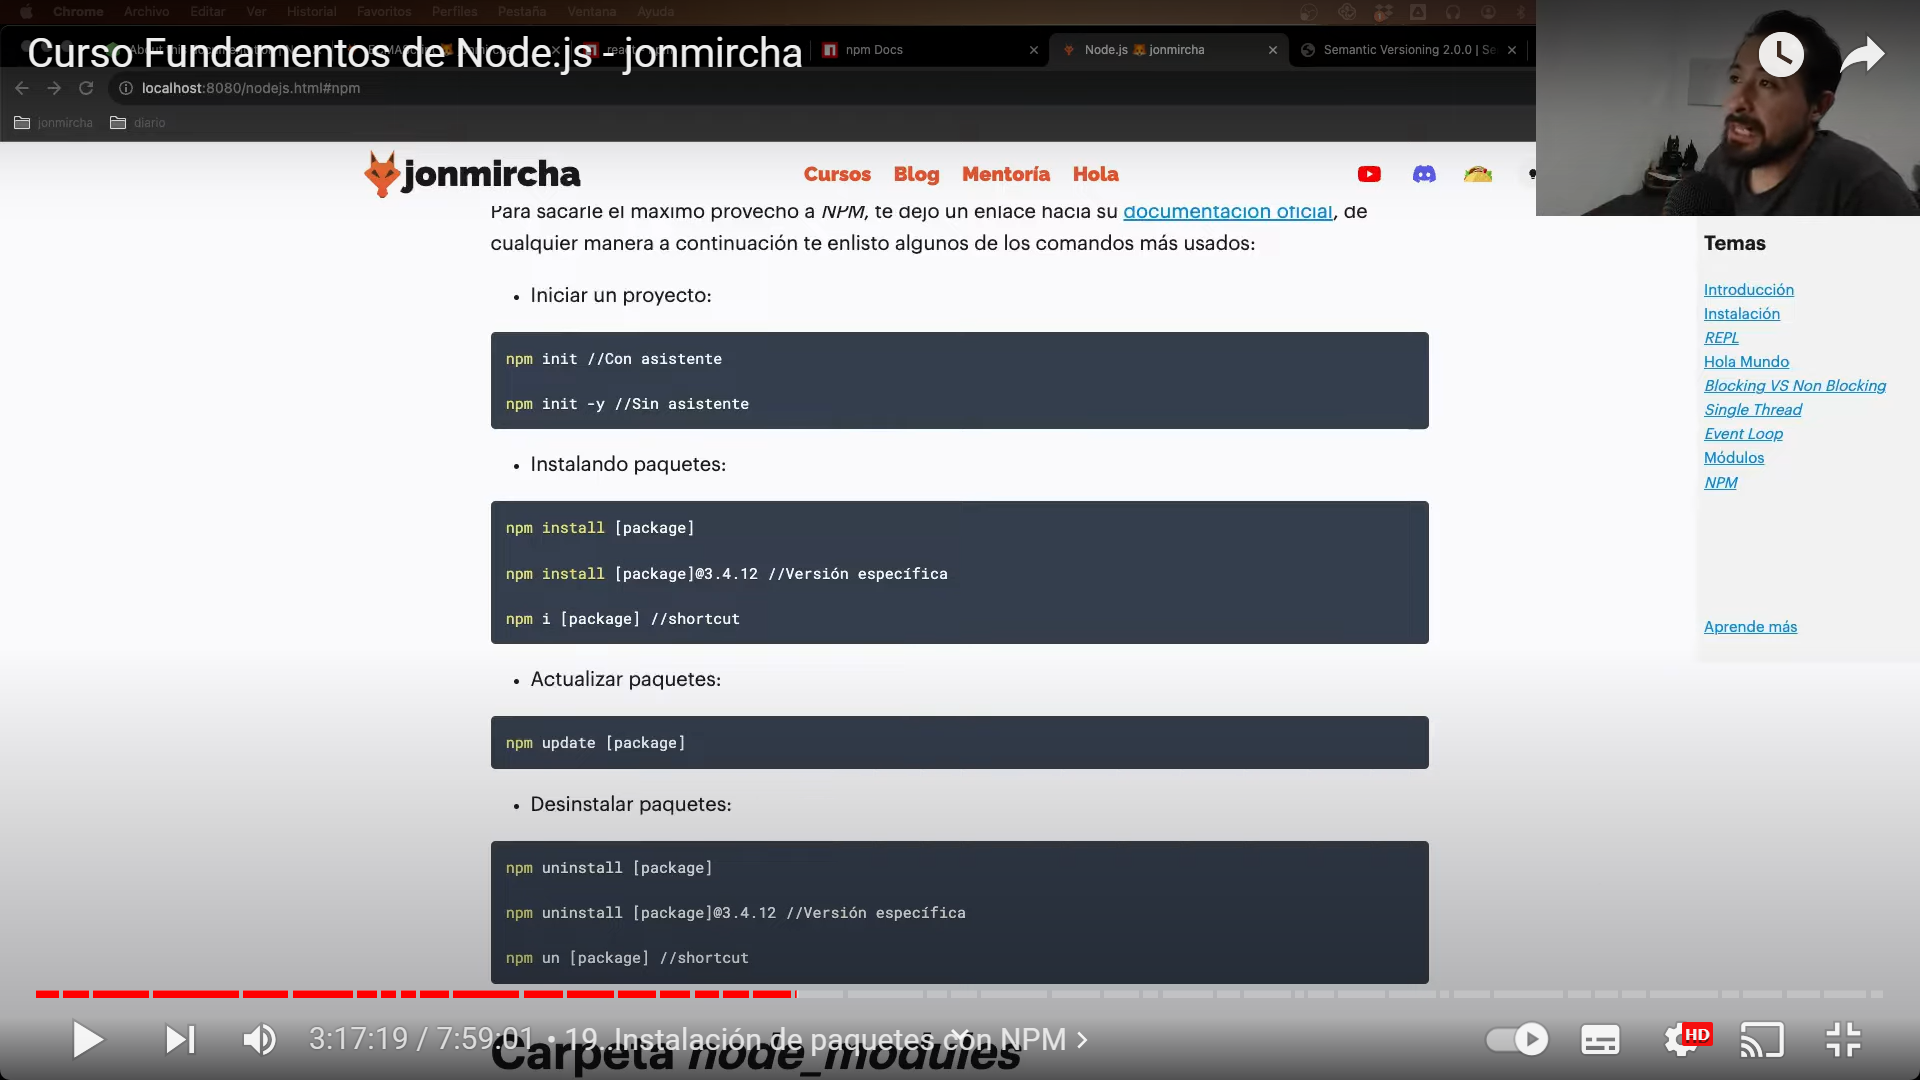 Chrome Archivo Editar Ver Historial Favoritos Perfiles Pestaña Ventana Ayuda
Curso Fundamentos de Node.js - jonmircha
npm Docs
Node.js 🦊 jonmircha
Semantic Versioning 2.0.0 | Se
localhost:8080/nodejs.html#npm
jonmircha diario
jonmircha
Cursos Blog Mentoría Hola
Para sacarle el máximo provecho a NPM, te dejo un enlace hacia su documentación oficial, de
cualquier manera a continuación te enlisto algunos de los comandos más usados:
• Iniciar un proyecto:
npm init //Con asistente
npm init -y //Sin asistente
• Instalando paquetes:
npm install [package]
npm install [package]@3.4.12 //Versión específica
npm i [package] //shortcut
• Actualizar paquetes:
npm update [package]
• Desinstalar paquetes:
npm uninstall [package]
npm uninstall [package]@3.4.12 //Versión específica
npm un [package] //shortcut
Carpeta node_modules
Temas
Introducción
Instalación
REPL
Hola Mundo
Blocking VS Non Blocking
Single Thread
Event Loop
Módulos
NPM
Aprende más
3:17:19 / 7:59:01 • 19. Instalación de paquetes con NPM
HD